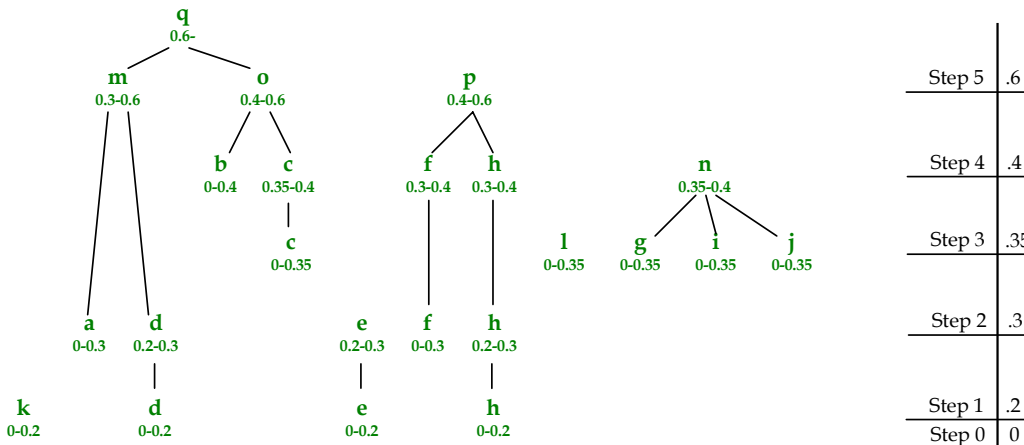 q
0.6-
m o p Step 5 .6
0.3-0.6 0.4-0.6 0.4-0.6
b c f h n Step 4 .4
0-0.4 0.35-0.4 0.3-0.4 0.3-0.4 0.35-0.4
c l g i j Step 3 .35
0-0.35 0-0.35 0-0.35 0-0.35 0-0.35
a d e f h Step 2 .3
0-0.3 0.2-0.3 0.2-0.3 0-0.3 0.2-0.3
k d e h Step 1 .2
0-0.2 0-0.2 0-0.2 0-0.2 Step 0 0